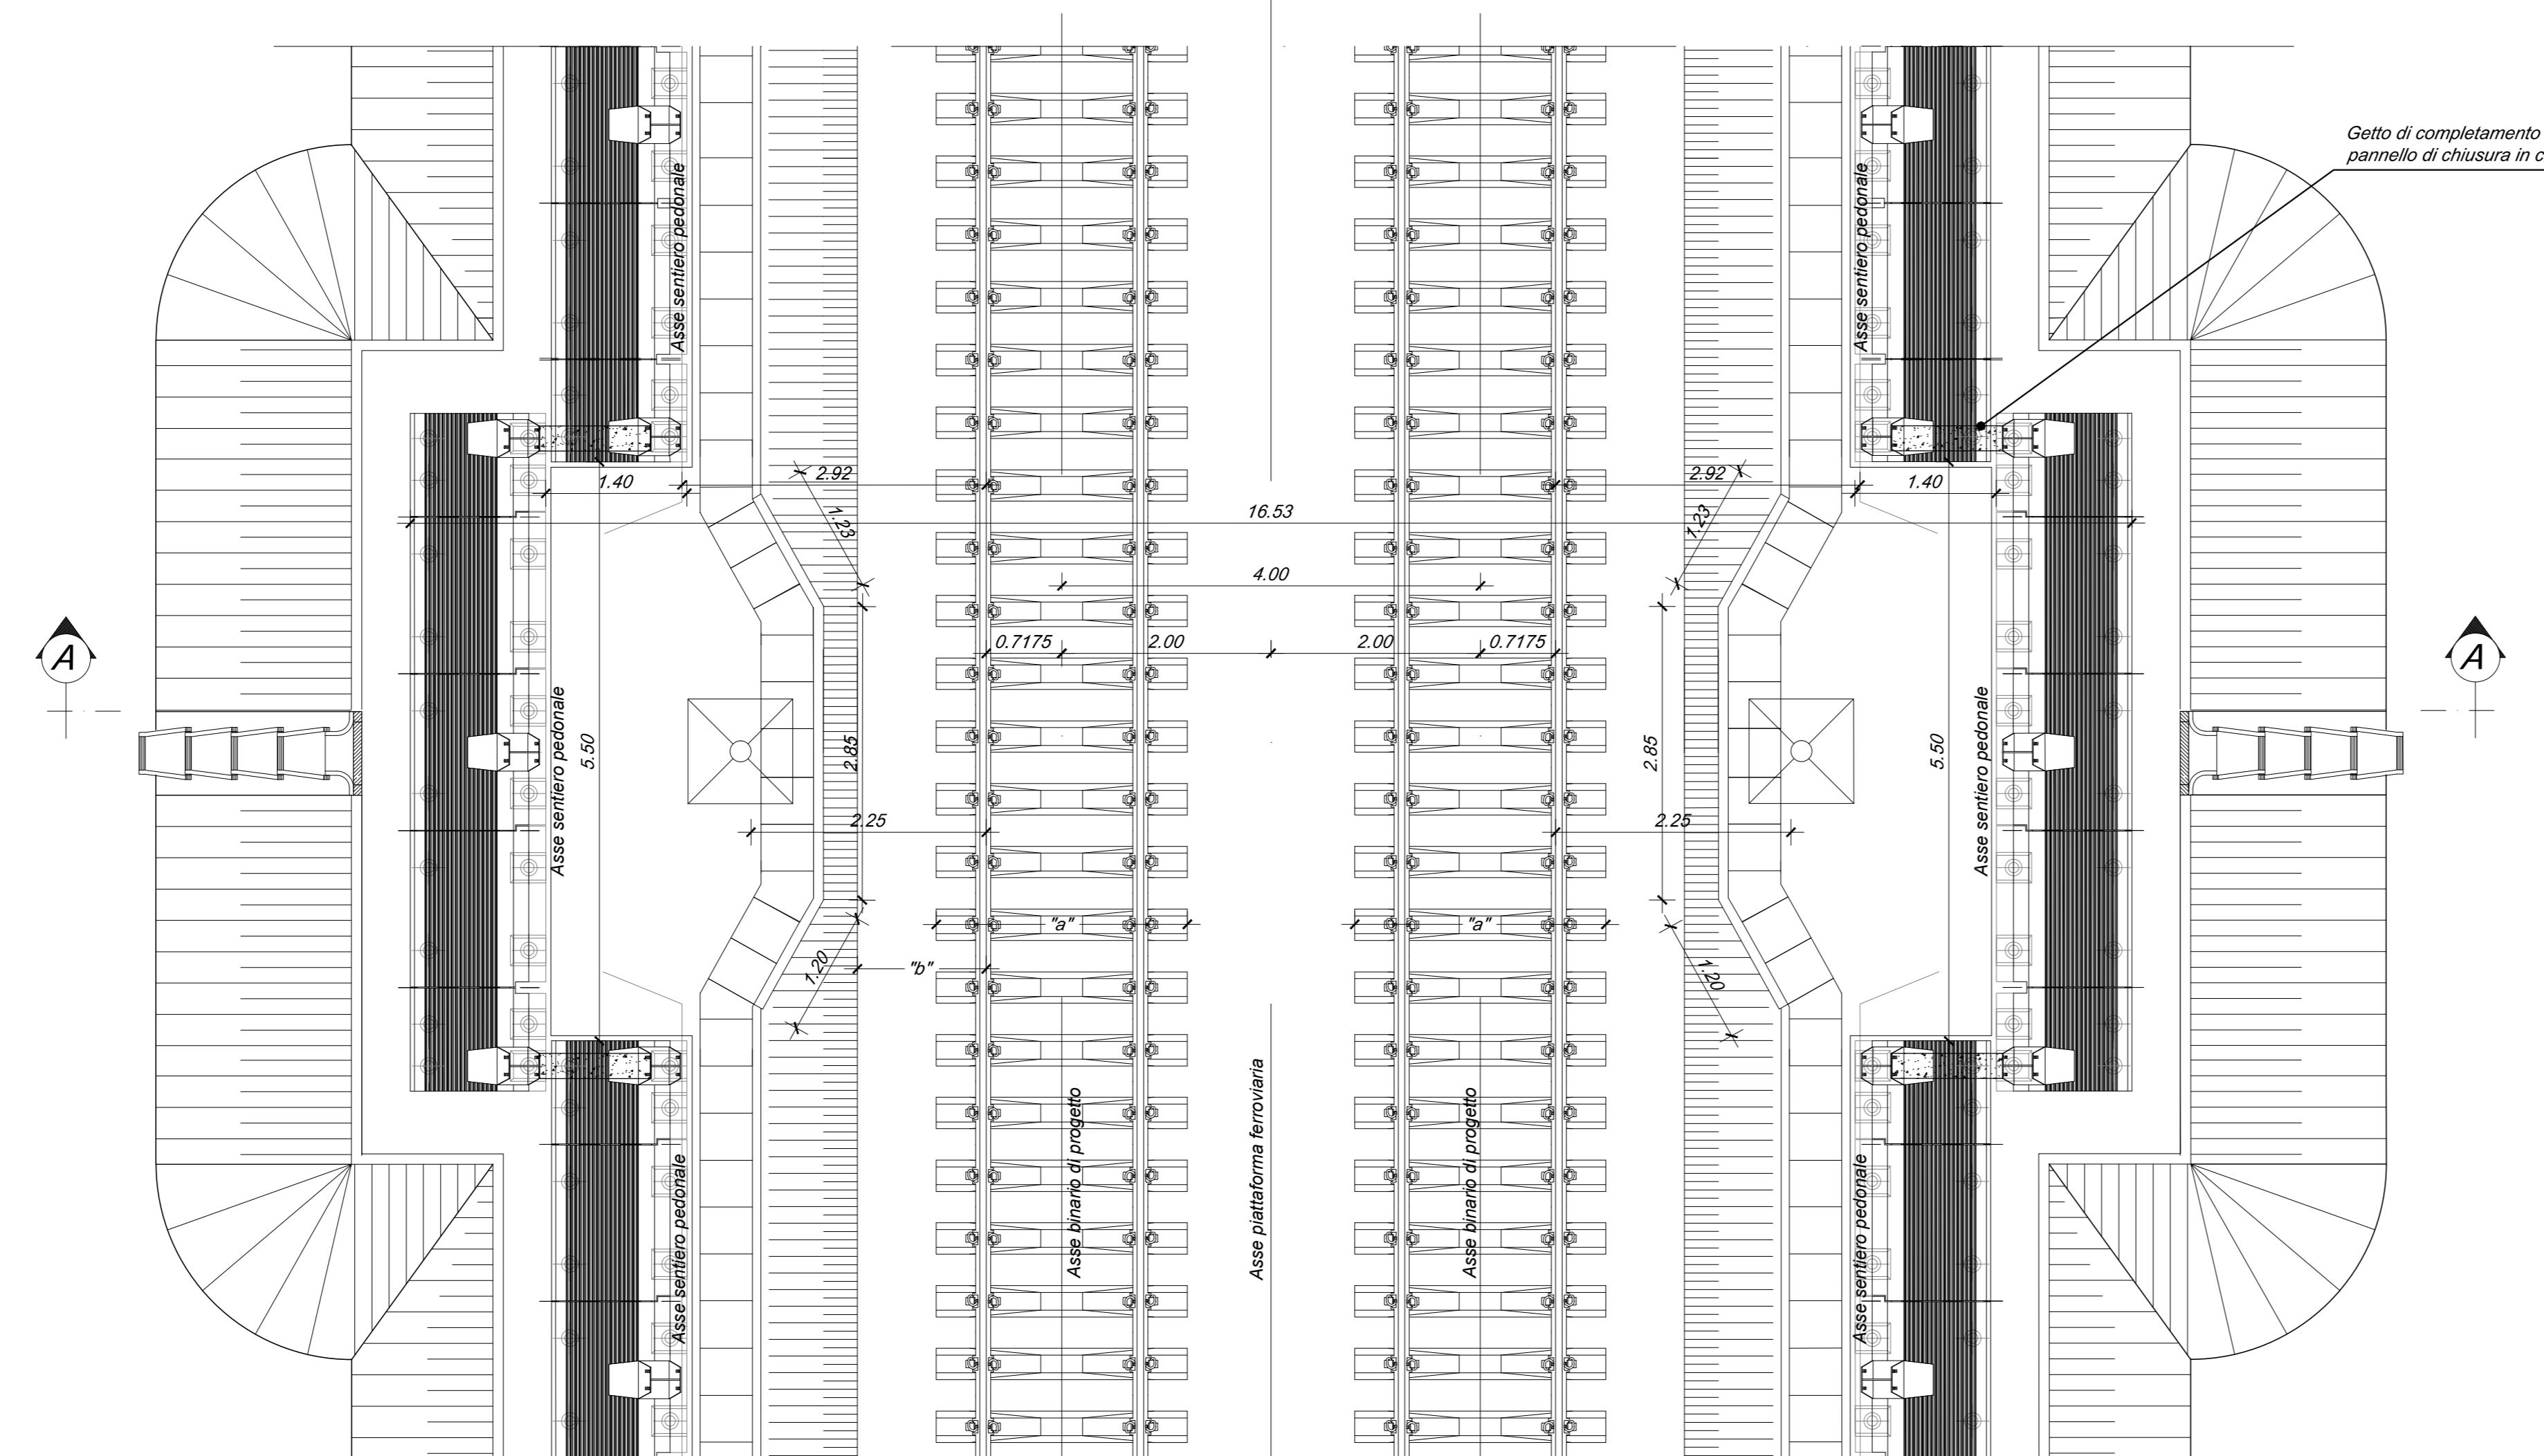 Getto di completamento
pannello di chiusura in c
Asse sentiero pedonale
Asse sentiero pedonale
2.92
2.92
1.40
1.40
16.53
1.23
1.23
4.00
0.7175
2.00
2.00
0.7175
A
A
Asse sentiero pedonale
5.50
2.85
2.85
5.50
Asse sentiero pedonale
2.25
2.25
"a"
"a"
"b"
1.20
1.20
Asse binario di progetto
Asse piattaforma ferroviaria
Asse binario di progetto
Asse sentiero pedonale
Asse sentiero pedonale